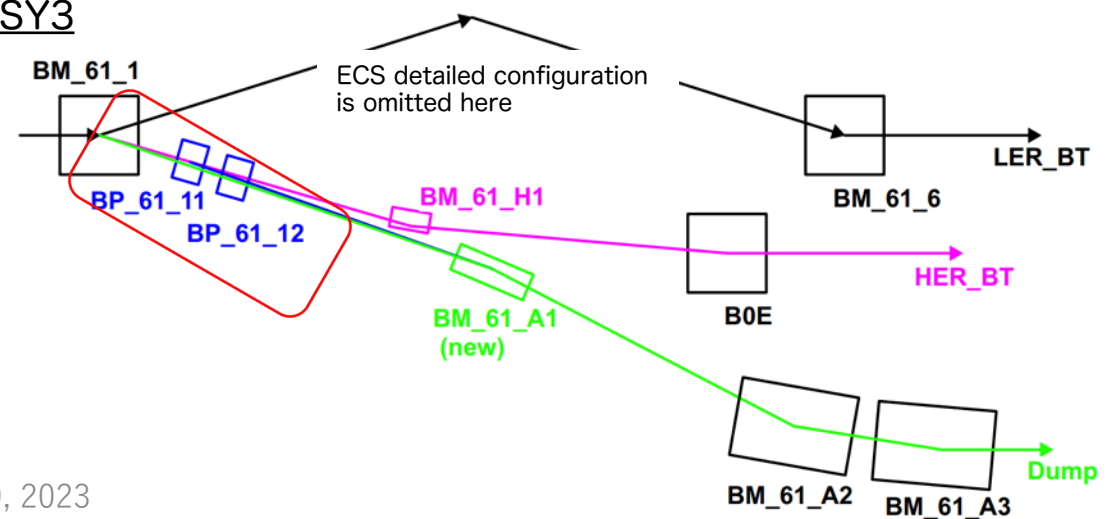 SY3
BM_61_1
ECS detailed configuration
is omitted here
LER_BT
BM_61_6
BP_61_11
BM_61_H1
BP_61_12
HER_BT
B0E
BM_61_A1
(new)
Dump
BM_61_A2
BM_61_A3
, 2023